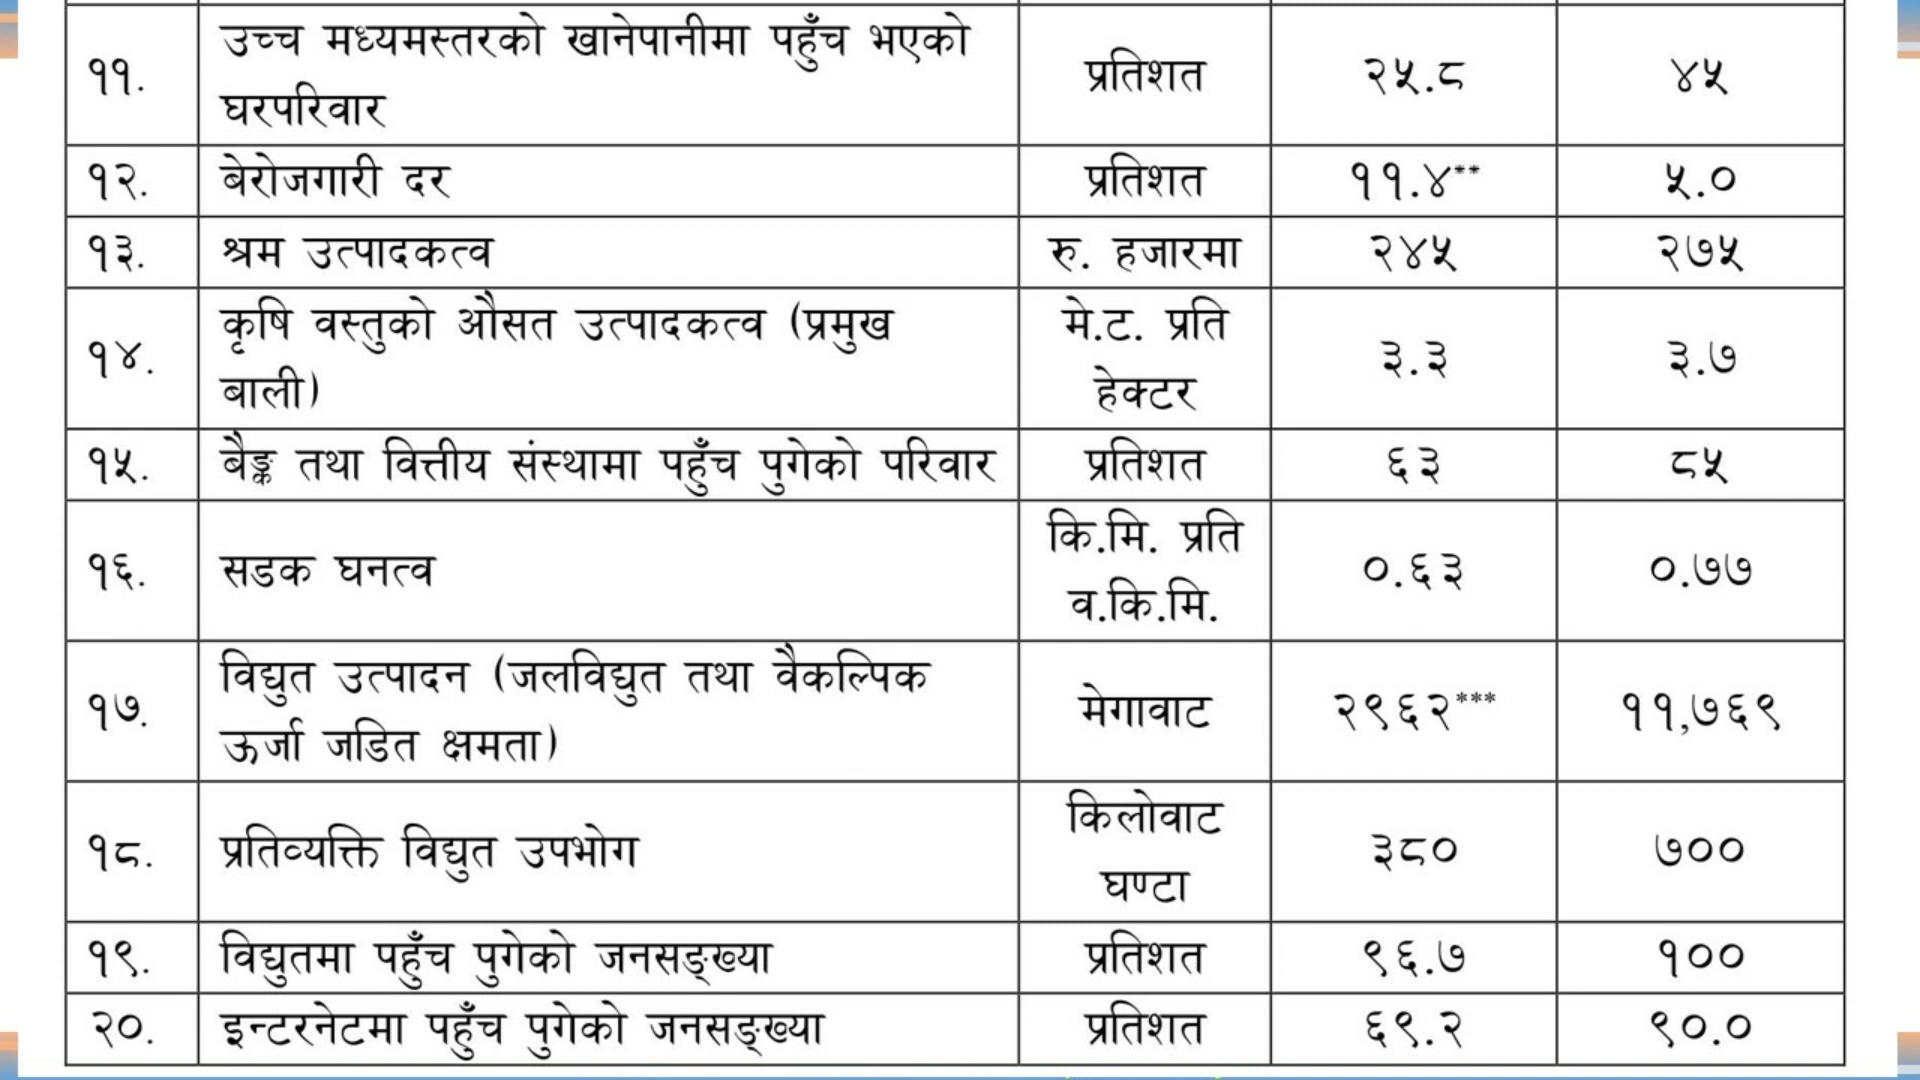 ११. उच्च मध्यमस्तरको खानेपानीमा पहुँच भएको
घरपरिवार प्रतिशत २५.८ ४५
१२. बेरोजगारी दर प्रतिशत ११.४** ५.०
१३. श्रम उत्पादकत्व रु. हजारमा २४५ २७५
१४. कृषि वस्तुको औसत उत्पादकत्व (प्रमुख
बाली) मे.ट. प्रति
हेक्टर ३.३ ३.७
१५. बैङ्क तथा वित्तीय संस्थामा पहुँच पुगेको परिवार प्रतिशत ६३ ८५
१६. सडक घनत्व कि.मि. प्रति
व.कि.मि. ०.६३ ०.७७
१७. विद्युत उत्पादन (जलविद्युत तथा वैकल्पिक
ऊर्जा जडित क्षमता) मेगावाट २९६२*** ११,७६९
१८. प्रतिव्यक्ति विद्युत उपभोग किलोवाट
घण्टा ३८० ७००
१९. विद्युतमा पहुँच पुगेको जनसङ्ख्या प्रतिशत ९६.७ १००
२०. इन्टरनेटमा पहुँच पुगेको जनसङ्ख्या प्रतिशत ६९.२ ९०.०